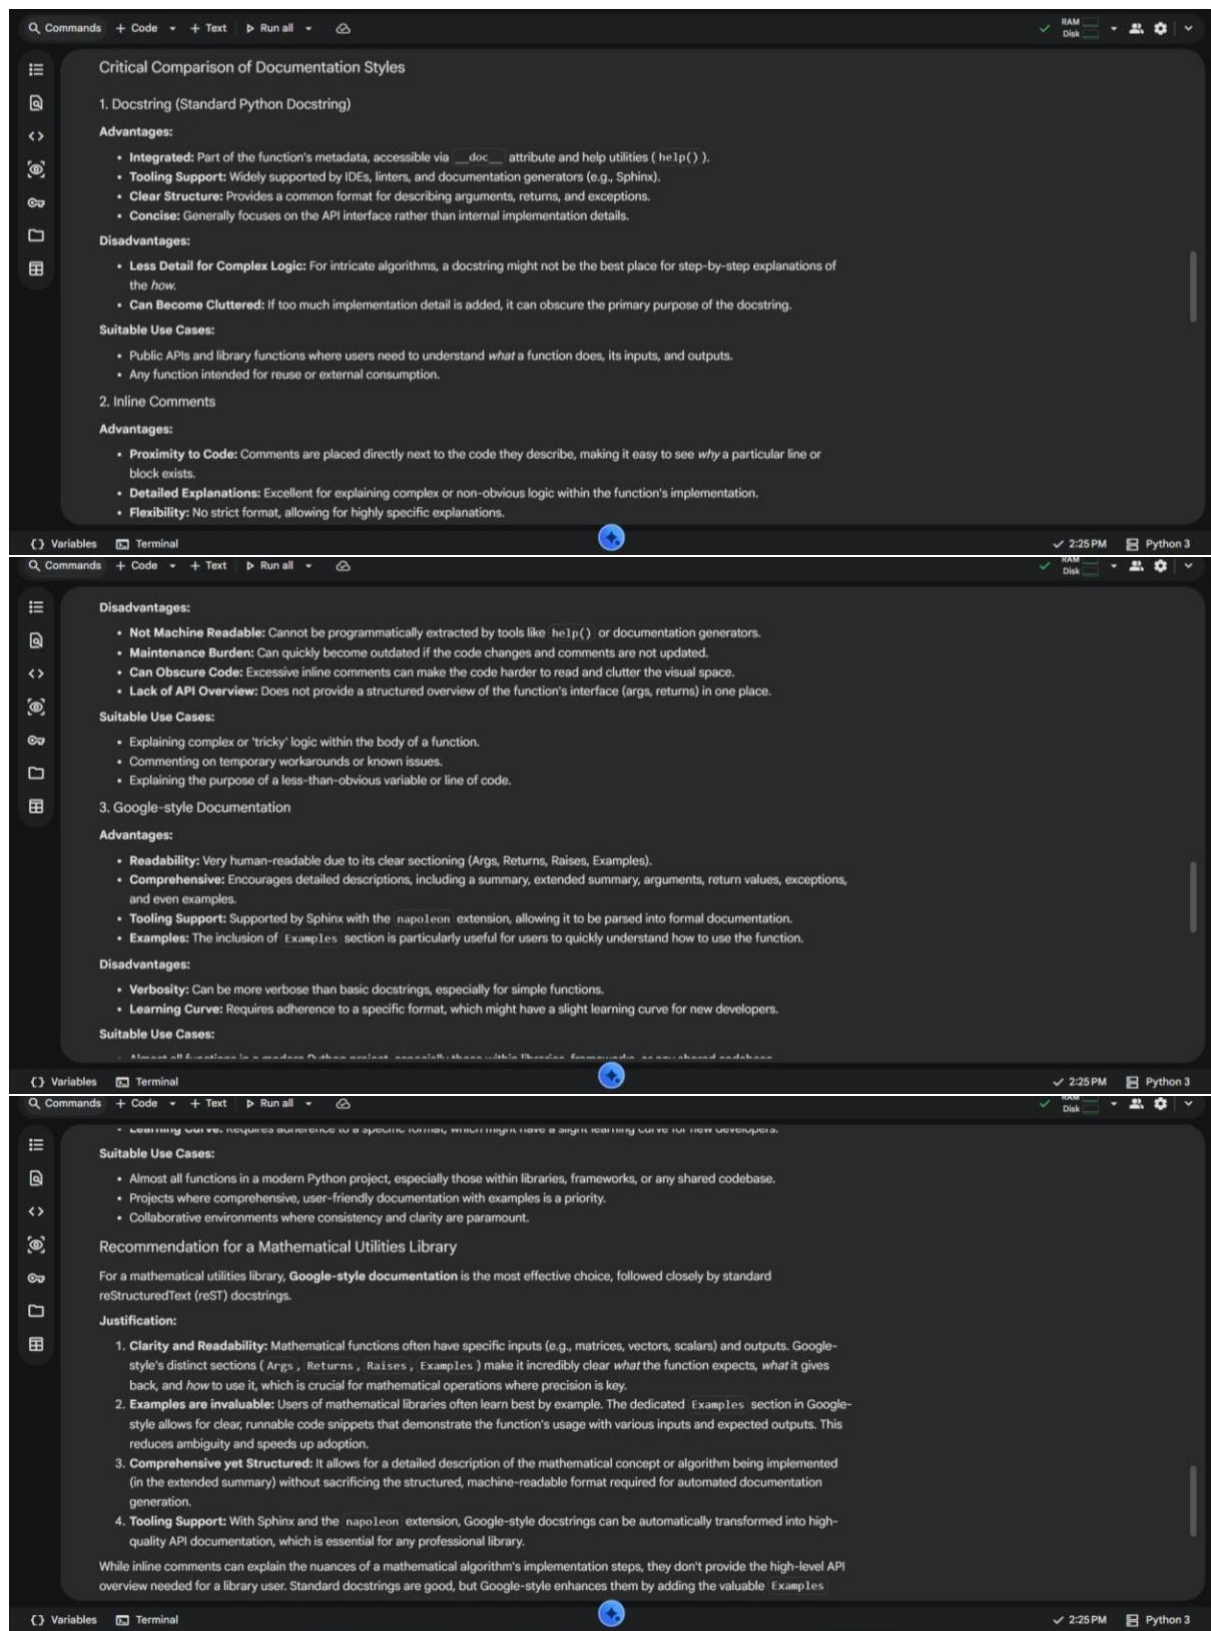 Commands + Code + Text Run all
RAM
Disk
Critical Comparison of Documentation Styles
1. Docstring (Standard Python Docstring)
Advantages:
• Integrated: Part of the function's metadata, accessible via __doc__ attribute and help utilities ( help() ).
• Tooling Support: Widely supported by IDEs, linters, and documentation generators (e.g., Sphinx).
• Clear Structure: Provides a common format for describing arguments, returns, and exceptions.
• Concise: Generally focuses on the API interface rather than internal implementation details.
Disadvantages:
• Less Detail for Complex Logic: For intricate algorithms, a docstring might not be the best place for step-by-step explanations of
the how.
• Can Become Cluttered: If too much implementation detail is added, it can obscure the primary purpose of the docstring.
Suitable Use Cases:
• Public APIs and library functions where users need to understand what a function does, its inputs, and outputs.
• Any function intended for reuse or external consumption.
2. Inline Comments
Advantages:
• Proximity to Code: Comments are placed directly next to the code they describe, making it easy to see why a particular line or
block exists.
• Detailed Explanations: Excellent for explaining complex or non-obvious logic within the function's implementation.
• Flexibility: No strict format, allowing for highly specific explanations.
{} Variables Terminal 2:25 PM Python 3
Commands + Code + Text Run all
RAM
Disk
Disadvantages:
• Not Machine Readable: Cannot be programmatically extracted by tools like help() or documentation generators.
• Maintenance Burden: Can quickly become outdated if the code changes and comments are not updated.
• Can Obscure Code: Excessive inline comments can make the code harder to read and clutter the visual space.
• Lack of API Overview: Does not provide a structured overview of the function's interface (args, returns) in one place.
Suitable Use Cases:
• Explaining complex or 'tricky' logic within the body of a function.
• Commenting on temporary workarounds or known issues.
• Explaining the purpose of a less-than-obvious variable or line of code.
3. Google-style Documentation
Advantages:
• Readability: Very human-readable due to its clear sectioning (Args, Returns, Raises, Examples).
• Comprehensive: Encourages detailed descriptions, including a summary, extended summary, arguments, return values, exceptions,
and even examples.
• Tooling Support: Supported by Sphinx with the napoleon extension, allowing it to be parsed into formal documentation.
• Examples: The inclusion of Examples section is particularly useful for users to quickly understand how to use the function.
Disadvantages:
• Verbosity: Can be more verbose than basic docstrings, especially for simple functions.
• Learning Curve: Requires adherence to a specific format, which might have a slight learning curve for new developers.
Suitable Use Cases:
• Almost all functions in a modern Python project, especially those within libraries, frameworks, or any shared codebase.
{} Variables Terminal 2:25 PM Python 3
Commands + Code + Text Run all
RAM
Disk
• Learning Curve: Requires adherence to a specific format, which might have a slight learning curve for new developers.
Suitable Use Cases:
• Almost all functions in a modern Python project, especially those within libraries, frameworks, or any shared codebase.
• Projects where comprehensive, user-friendly documentation with examples is a priority.
• Collaborative environments where consistency and clarity are paramount.
Recommendation for a Mathematical Utilities Library
For a mathematical utilities library, Google-style documentation is the most effective choice, followed closely by standard
reStructuredText (reST) docstrings.
Justification:
1. Clarity and Readability: Mathematical functions often have specific inputs (e.g., matrices, vectors, scalars) and outputs. Google-
style's distinct sections ( Args , Returns , Raises , Examples ) make it incredibly clear what the function expects, what it gives
back, and how to use it, which is crucial for mathematical operations where precision is key.
2. Examples are invaluable: Users of mathematical libraries often learn best by example. The dedicated Examples section in Google-
style allows for clear, runnable code snippets that demonstrate the function's usage with various inputs and expected outputs. This
reduces ambiguity and speeds up adoption.
3. Comprehensive yet Structured: It allows for a detailed description of the mathematical concept or algorithm being implemented
(in the extended summary) without sacrificing the structured, machine-readable format required for automated documentation
generation.
4. Tooling Support: With Sphinx and the napoleon extension, Google-style docstrings can be automatically transformed into high-
quality API documentation, which is essential for any professional library.
While inline comments can explain the nuances of a mathematical algorithm's implementation steps, they don't provide the high-level API
overview needed for a library user. Standard docstrings are good, but Google-style enhances them by adding the valuable Examples
{} Variables Terminal 2:25 PM Python 3